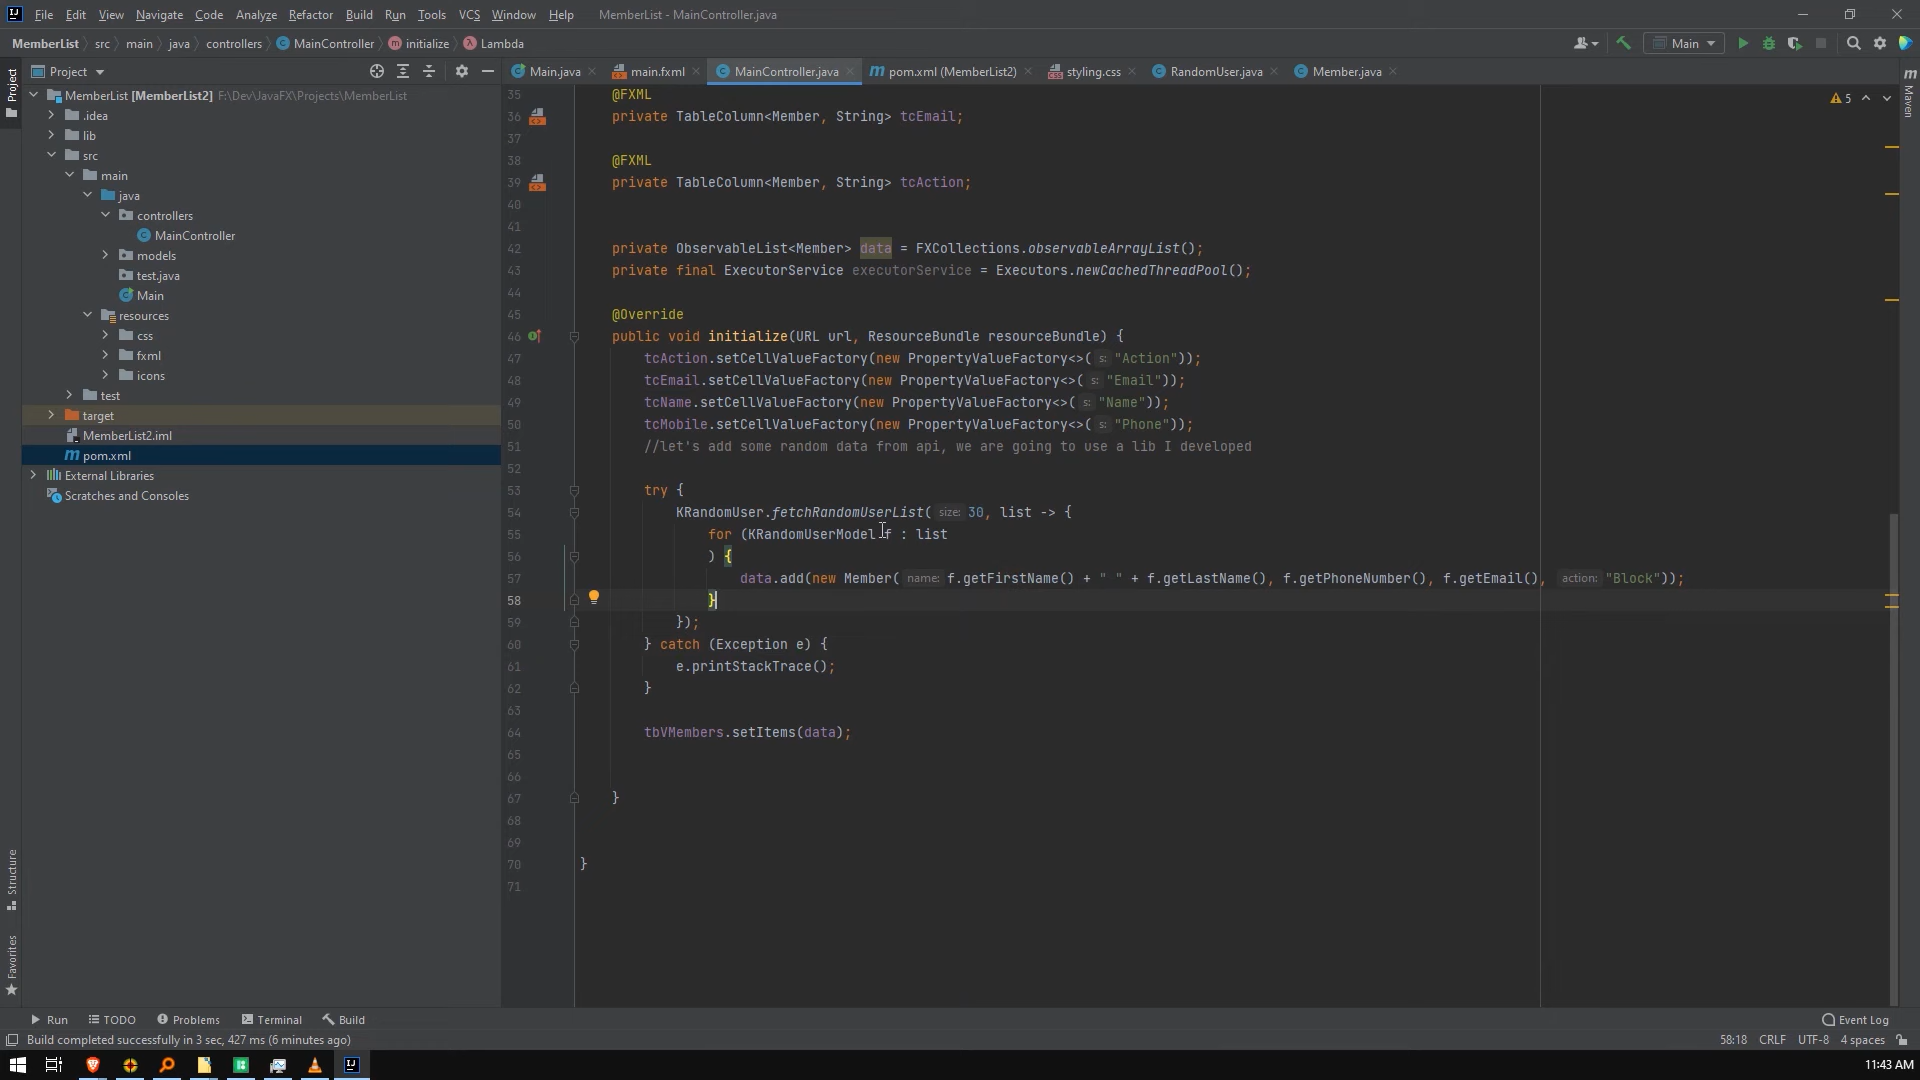 File Edit View Navigate Code Analyze Refactor Build Run Tools VCS Window Help MemberList - MainController.java
MemberList src main java controllers MainController initialize Lambda Main
Project
Main.java main.fxml MainController.java pom.xml (MemberList2) styling.css RandomUser.java Member.java
Project
Maven
MemberList [MemberList2] F:\Dev\JavaFX\Projects\MemberList
.idea
lib
src
main
java
controllers
MainController
models
test.java
Main
resources
css
fxml
icons
test
target
MemberList2.iml
pom.xml
External Libraries
Scratches and Consoles
5
35 @FXML
36 private TableColumn<Member, String> tcEmail;
37
38 @FXML
39 private TableColumn<Member, String> tcAction;
40
41
42 private ObservableList<Member> data = FXCollections.observableArrayList();
43 private final ExecutorService executorService = Executors.newCachedThreadPool();
44
45 @Override
46 public void initialize(URL url, ResourceBundle resourceBundle) {
47 tcAction.setCellValueFactory(new PropertyValueFactory<>( s: "Action"));
48 tcEmail.setCellValueFactory(new PropertyValueFactory<>( s: "Email"));
49 tcName.setCellValueFactory(new PropertyValueFactory<>( s: "Name"));
50 tcMobile.setCellValueFactory(new PropertyValueFactory<>( s: "Phone"));
51 //let's add some random data from api, we are going to use a lib I developed
52
53 try {
54 KRandomUser.fetchRandomUserList( size: 30, list -> {
55 for (KRandomUserModel f : list
56 ) {
57 data.add(new Member( name: f.getFirstName() + " " + f.getLastName(), f.getPhoneNumber(), f.getEmail(), action: "Block"));
58 }
59 });
60 } catch (Exception e) {
61 e.printStackTrace();
62 }
63
64 tbVMembers.setItems(data);
65
66
67 }
68
69
70 }
71
Structure
Favorites
Run TODO Problems Terminal Build Event Log
Build completed successfully in 3 sec, 427 ms (6 minutes ago) 58:18 CRLF UTF-8 4 spaces
11:43 AM